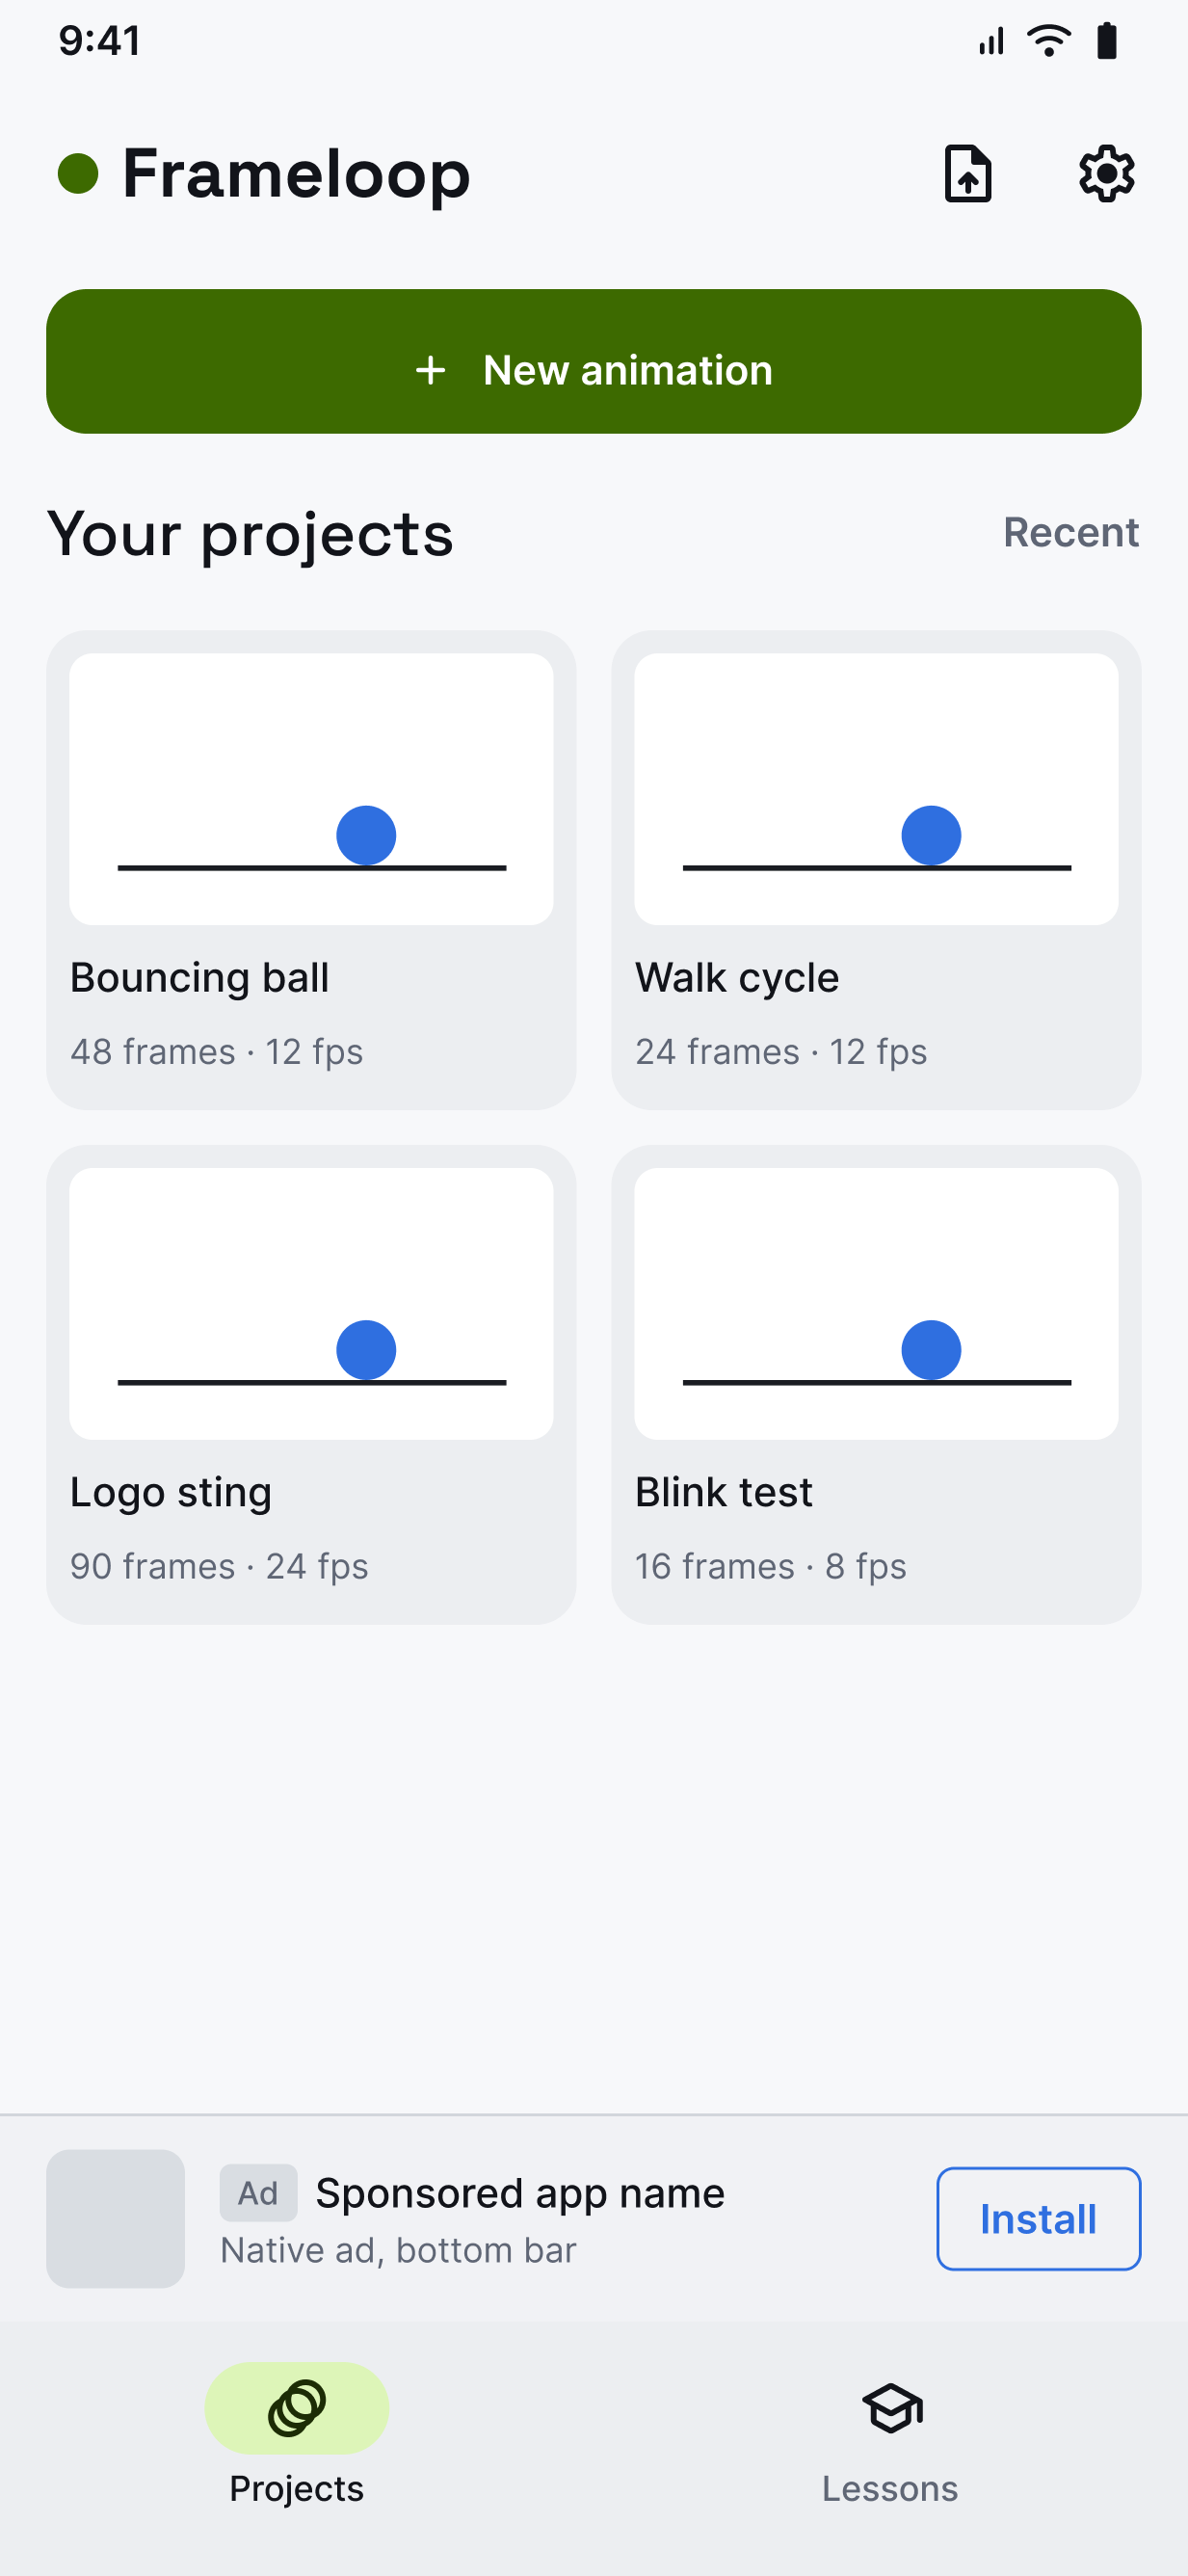 9:41
Frameloop
New animation
Your projects
Recent
Bouncing ball
48 frames · 12 fps
Walk cycle
24 frames · 12 fps
Logo sting
90 frames · 24 fps
Blink test
16 frames · 8 fps
Ad Sponsored app name
Native ad, bottom bar
Install
Projects
Lessons